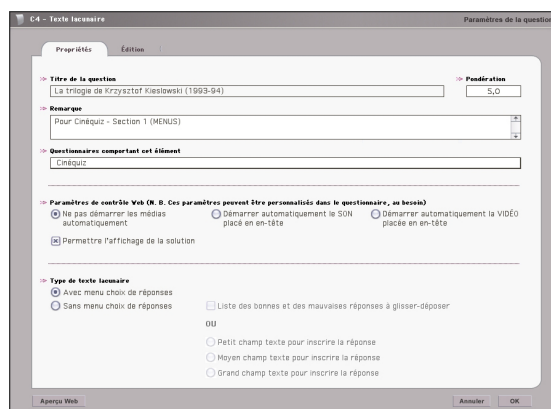 C4 - Texte lacunaire
Paramètres de la question
Propriétés
Édition
Titre de la question
Pondération
La trilogie de Krzysztof Kieslowski (1993-94)
5,0
Remarque
Pour Cinéquiz - Section 1 (MENUS)
Questionnaires comportant cet élément
Cinéquiz
Paramètres de contrôle Web (N. B. Ces paramètres peuvent être personnalisés dans le questionnaire, au besoin)
Ne pas démarrer les médias automatiquement
Démarrer automatiquement le SON placé en en-tête
Démarrer automatiquement la VIDÉO placée en en-tête
Permettre l'affichage de la solution
Type de texte lacunaire
Avec menu choix de réponses
Sans menu choix de réponses
Liste des bonnes et des mauvaises réponses à glisser-déposer
OU
Petit champ texte pour inscrire la réponse
Moyen champ texte pour inscrire la réponse
Grand champ texte pour inscrire la réponse
Aperçu Web
Annuler
OK